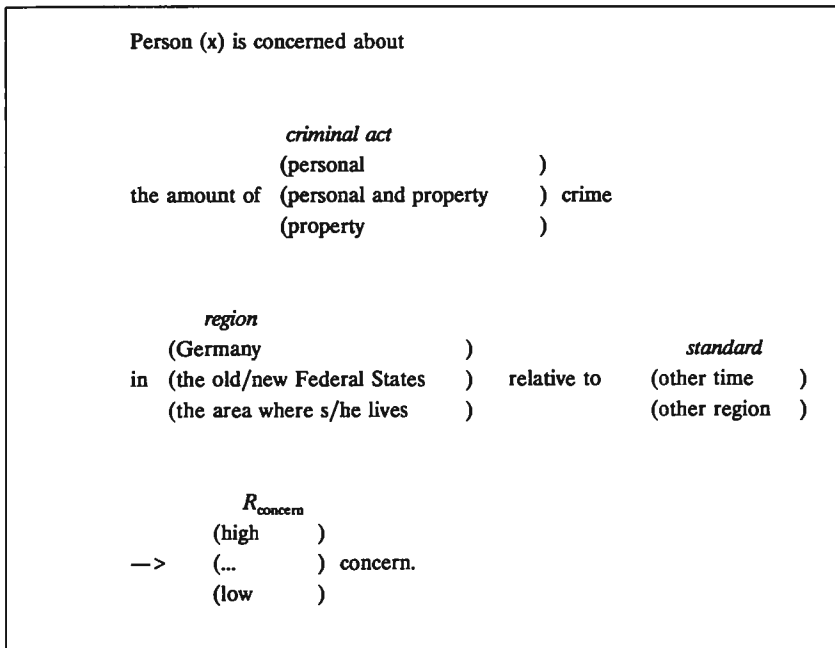 Person (x) is concerned about
criminal act
(personal )
the amount of (personal and property ) crime
(property )
region
(Germany ) standard
in (the old/new Federal States ) relative to (other time )
(the area where s/he lives ) (other region )
R concern
(high )
—> (... ) concern.
(low )